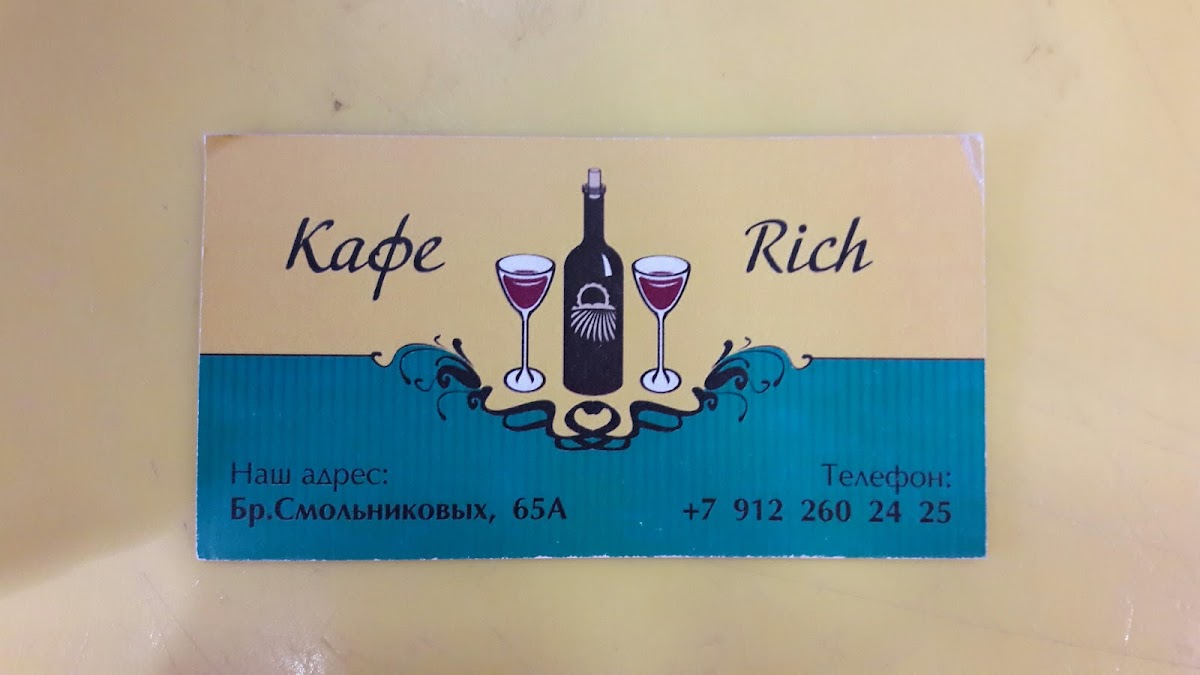 Кафе Rich
Наш адрес:
Бр.Смольниковых, 65А
Телефон:
+7 912 260 24 25